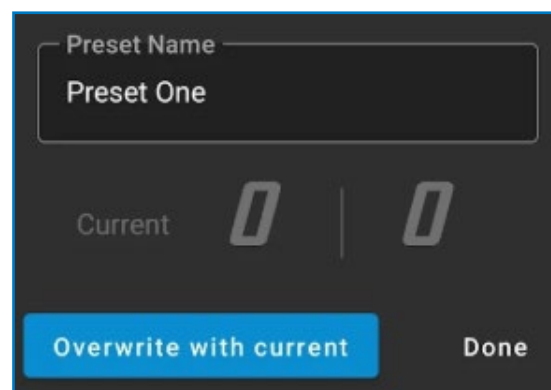 Preset Name
Preset One
Current 0 | 0
Overwrite with current Done